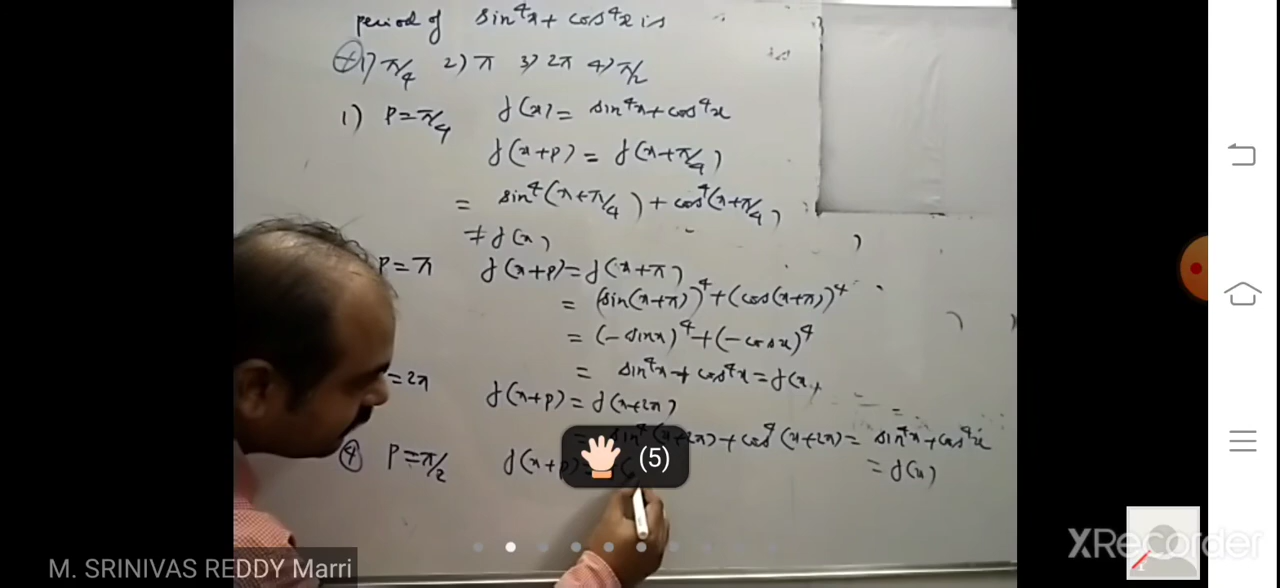 period of sin⁴x + cos⁴x is
1) π/4 2) π 3) 2π 4) π/2
1) P = π/4 f(x) = sin⁴x + cos⁴x
f(x+p) = f(x+π/4)
= sin⁴(x+π/4) + cos⁴(x+π/4)
≠ f(x)
P = π f(x+p) = f(x+π)
= (sin(x+π))⁴ + (cos(x+π))⁴
= (-sinx)⁴ + (-cosx)⁴
= sin⁴x + cos⁴x = f(x)
= 2π f(x+p) = f(x+2π)
= sin⁴(x+2π) + cos⁴(x+2π) = sin⁴x + cos⁴x
= f(x)
4 P = π/2 f(x+p) =
(5)
M. SRINIVAS REDDY Marri
XRecorder